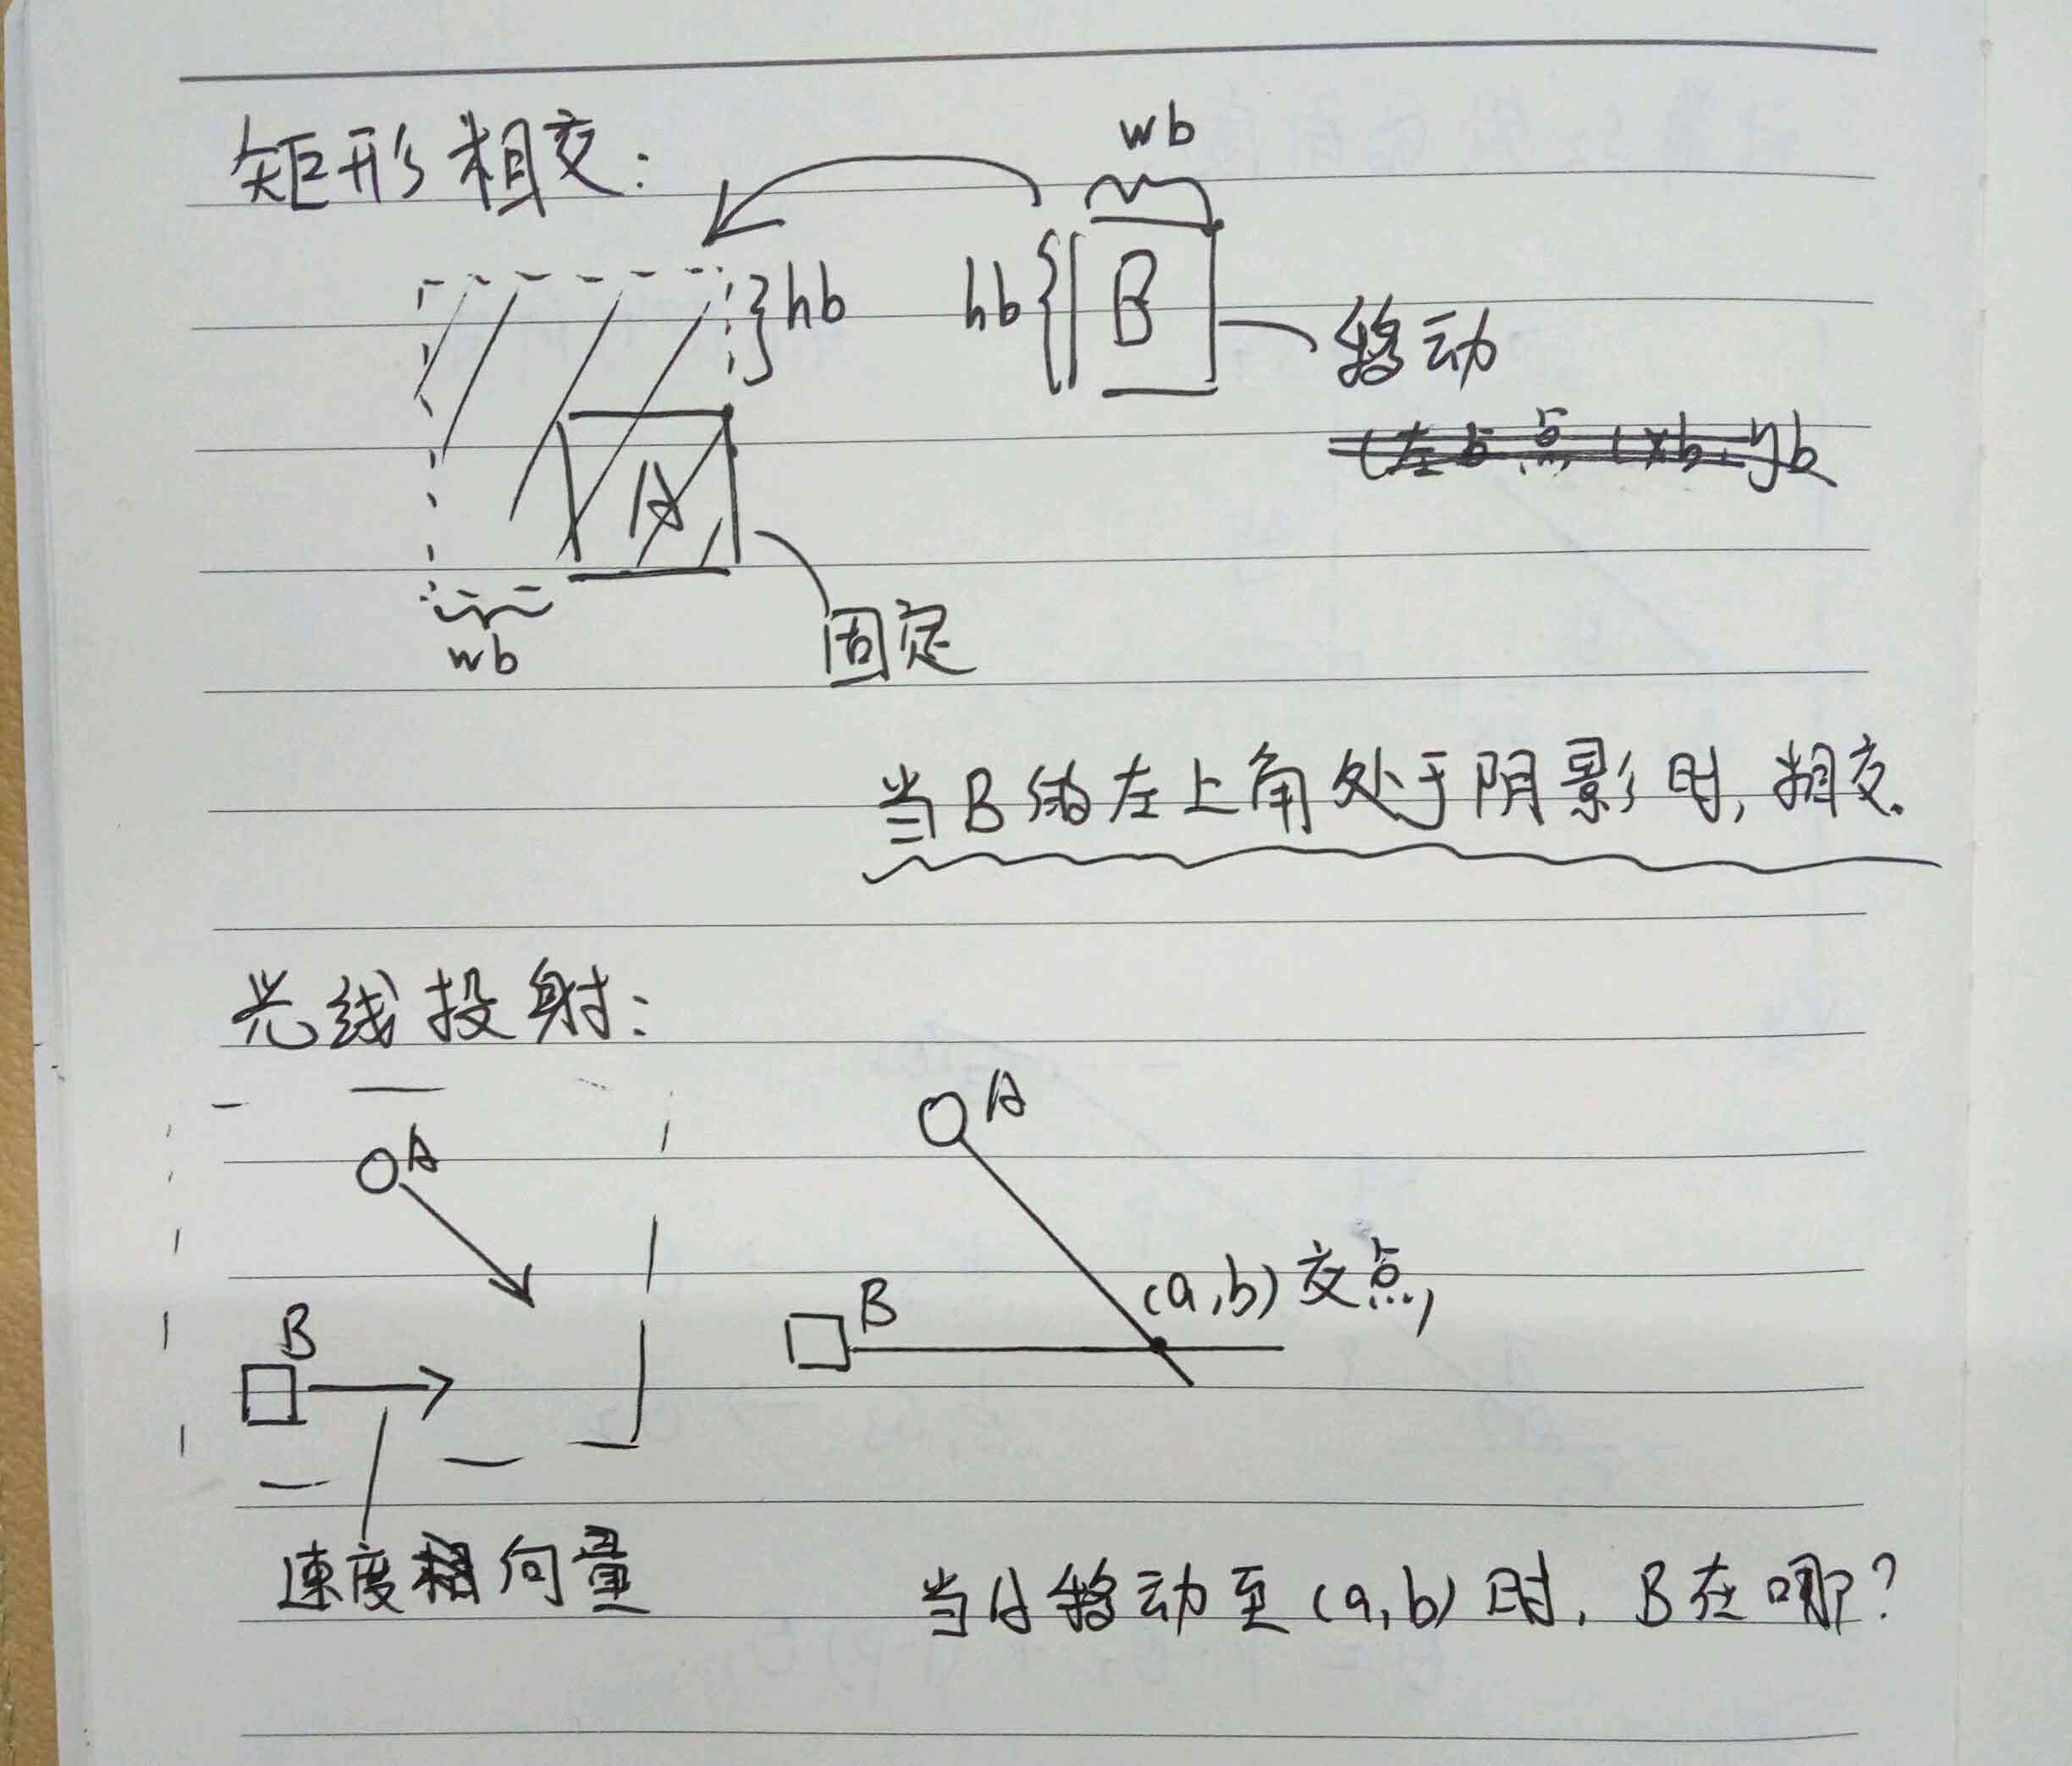 矩形相交:
wb
hb
hb
B
移动
A
wb
固定
当B的左上角处于阴影时,相交.
光线投射:
A
B
A
B
(a,b)交点,
速度向量
当A移动至(a,b)时,B在哪?